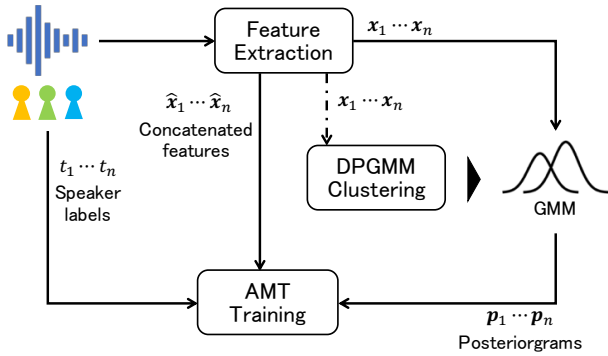 Feature
Extraction
x₁ ⋯ xₙ
x̂₁ ⋯ x̂ₙ
Concatenated
features
x₁ ⋯ xₙ
t₁ ⋯ tₙ
Speaker
labels
DPGMM
Clustering
GMM
AMT
Training
p₁ ⋯ pₙ
Posteriorgrams